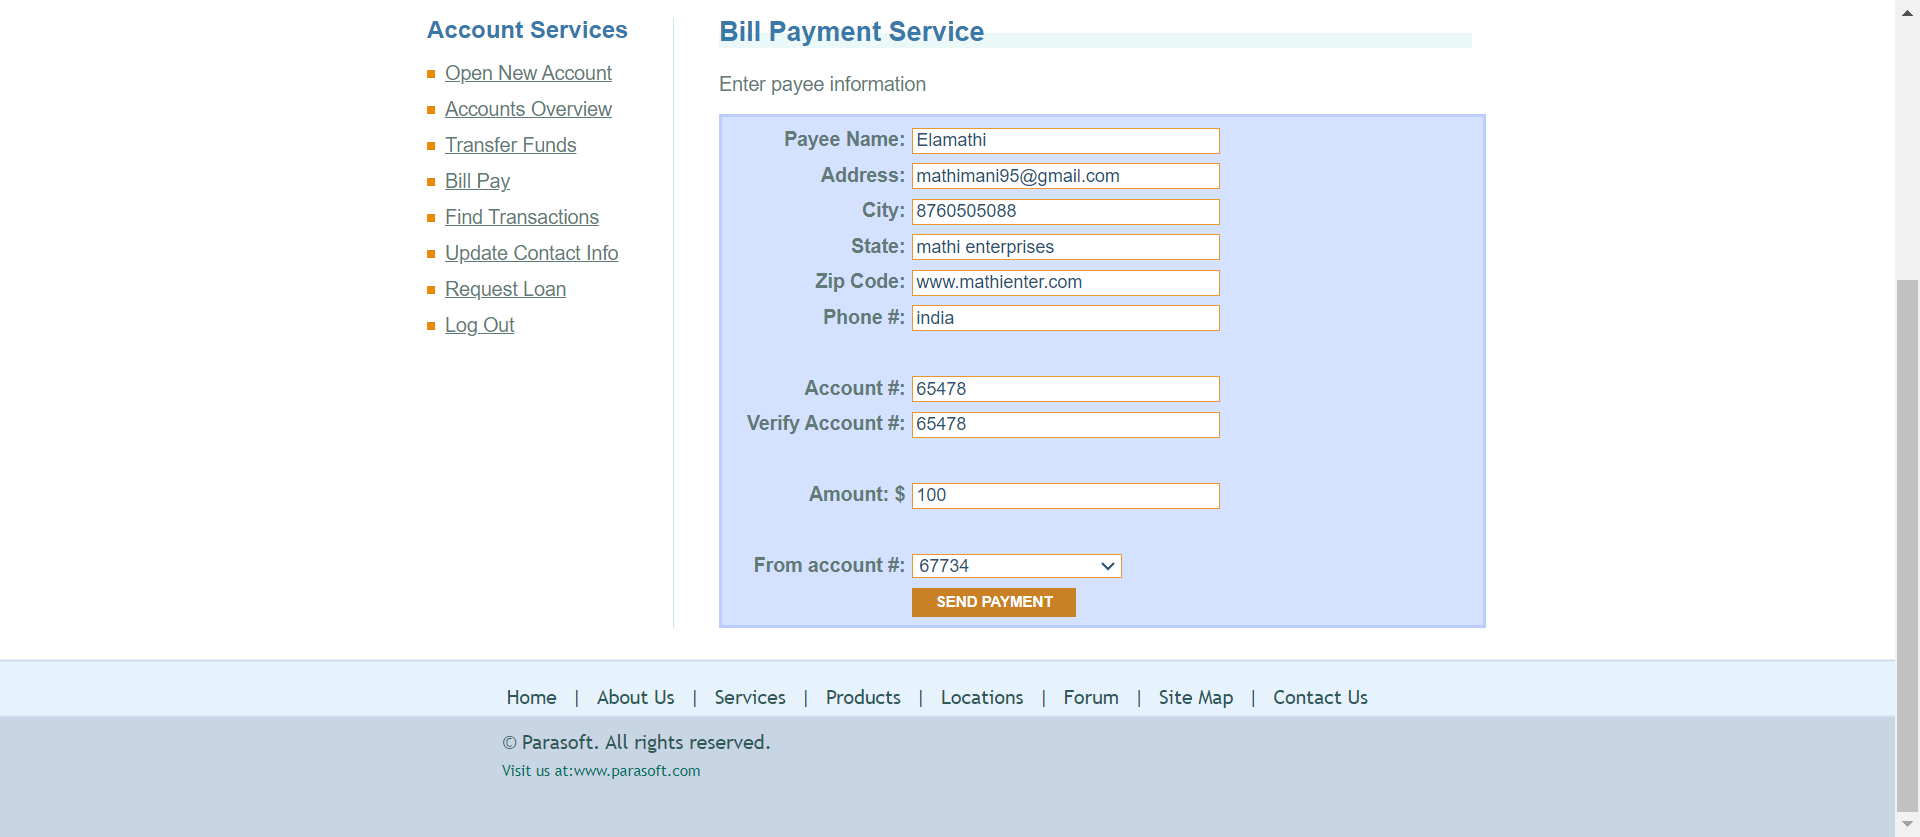 Account Services
Open New Account
Accounts Overview
Transfer Funds
Bill Pay
Find Transactions
Update Contact Info
Request Loan
Log Out
Bill Payment Service
Enter payee information
Payee Name: Elamathi
Address: mathimani95@gmail.com
City: 8760505088
State: mathi enterprises
Zip Code: www.mathienter.com
Phone #: india
Account #: 65478
Verify Account #: 65478
Amount: $ 100
From account #: 67734
SEND PAYMENT
Home | About Us | Services | Products | Locations | Forum | Site Map | Contact Us
© Parasoft. All rights reserved.
Visit us at:www.parasoft.com